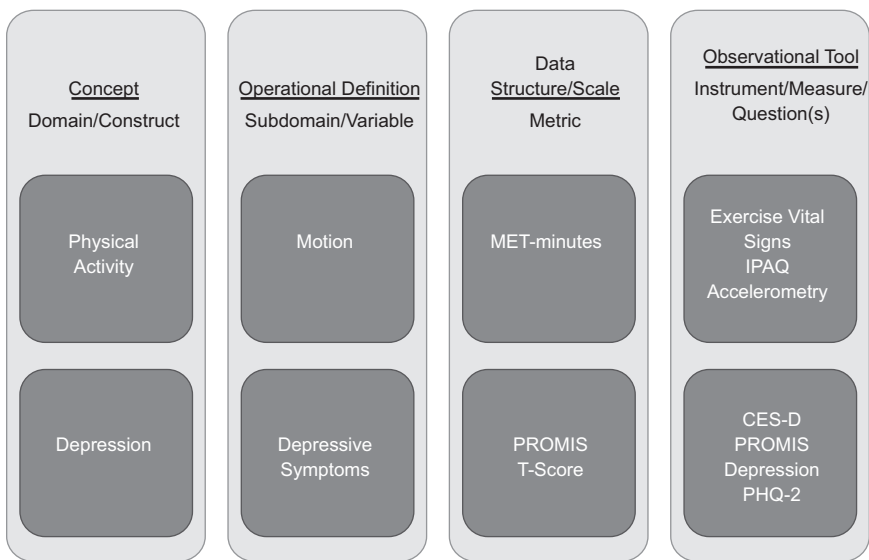 Concept
Domain/Construct
Physical
Activity
Depression
Operational Definition
Subdomain/Variable
Motion
Depressive
Symptoms
Data
Structure/Scale
Metric
MET-minutes
PROMIS
T-Score
Observational Tool
Instrument/Measure/
Question(s)
Exercise Vital
Signs
IPAQ
Accelerometry
CES-D
PROMIS
Depression
PHQ-2